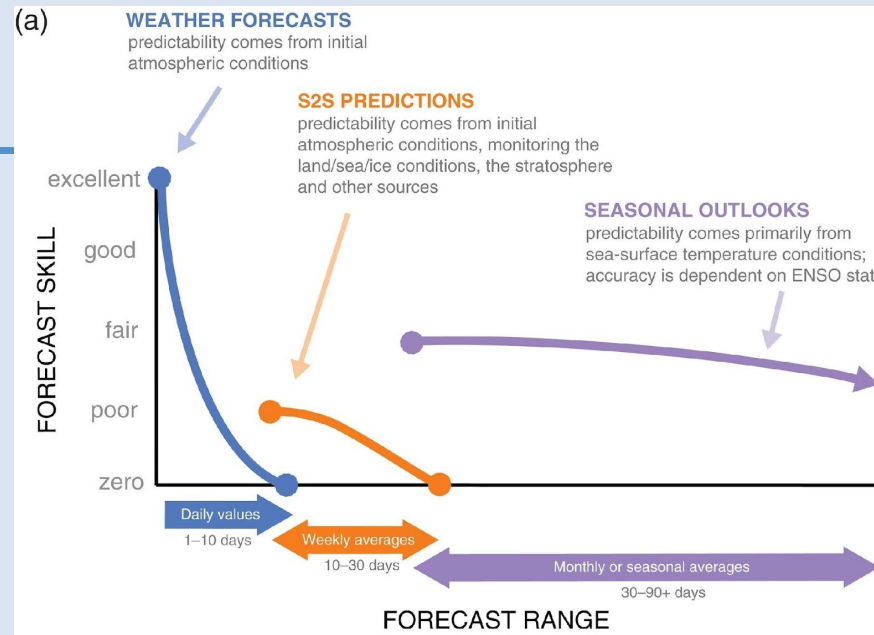 (a)
WEATHER FORECASTS
predictability comes from initial
atmospheric conditions
S2S PREDICTIONS
predictability comes from initial
atmospheric conditions, monitoring the
land/sea/ice conditions, the stratosphere
and other sources
SEASONAL OUTLOOKS
predictability comes primarily from
sea-surface temperature conditions;
accuracy is dependent on ENSO stat
FORECAST SKILL
excellent
good
fair
poor
zero
Daily values
1–10 days
Weekly averages
10–30 days
Monthly or seasonal averages
30–90+ days
FORECAST RANGE